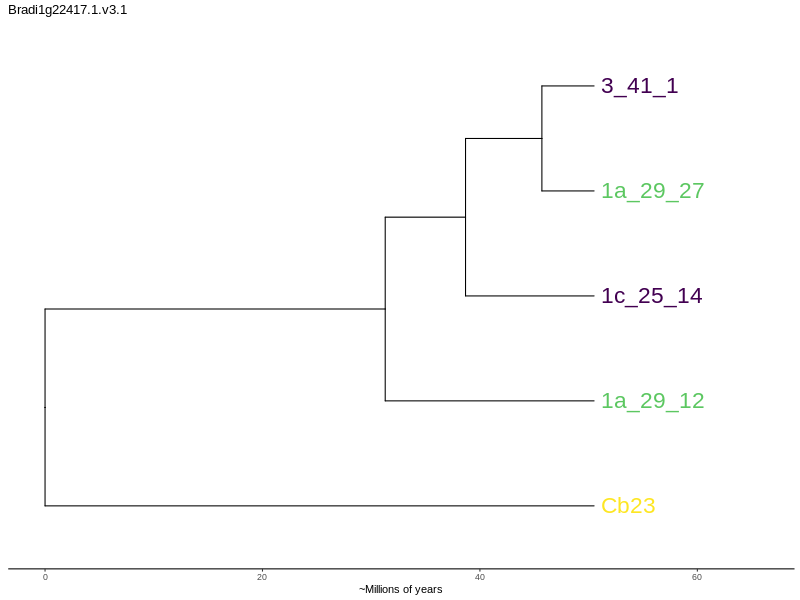 Bradi1g22417.1.v3.1
3_41_1
1a_29_27
1c_25_14
1a_29_12
Cb23
0 20 40 60
~Millions of years